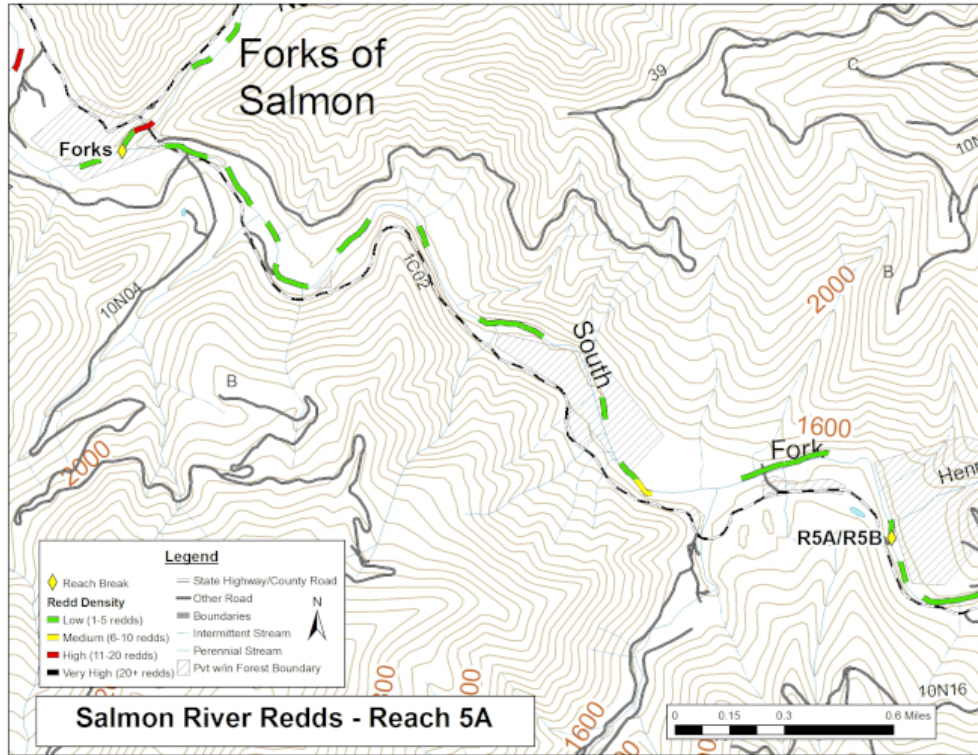 Forks of
Salmon
39
C
Forks
10N
10N04
1C02
B
2000
South
B
2000
1600
Fork
Henr
R5A/R5B
Legend
Reach Break
Redd Density
Low (1-5 redds)
Medium (6-10 redds)
High (11-20 redds)
Very High (20+ redds)
State Highway/County Road
Other Road
Boundaries
Intermittent Stream
Perennial Stream
Pvt w/in Forest Boundary
N
10N16
1600
1600
Salmon River Redds - Reach 5A
0 0.15 0.3 0.6 Miles